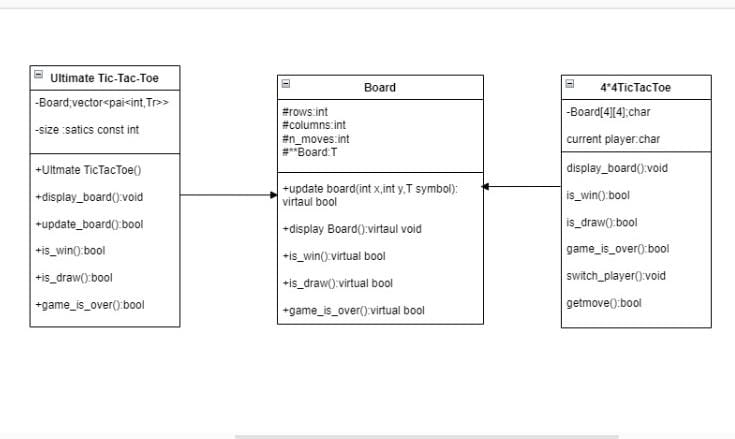 Ultimate Tic-Tac-Toe
-Board;vector<pai<int,Tr>>
-size :satics const int
+Ultmate TicTacToe()
+display_board():void
+update_board():bool
+is_win():bool
+is_draw():bool
+game_is_over():bool
Board
#rows:int
#columns:int
#n_moves:int
#**Board:T
+update board(int x,int y,T symbol):
virtaul bool
+display Board():virtaul void
+is_win():virtual bool
+is_draw():virtual bool
+game_is_over():virtual bool
4*4TicTacToe
-Board[4][4];char
current player:char
display_board():void
is_win():bool
is_draw():bool
game_is_over():bool
switch_player():void
getmove():bool